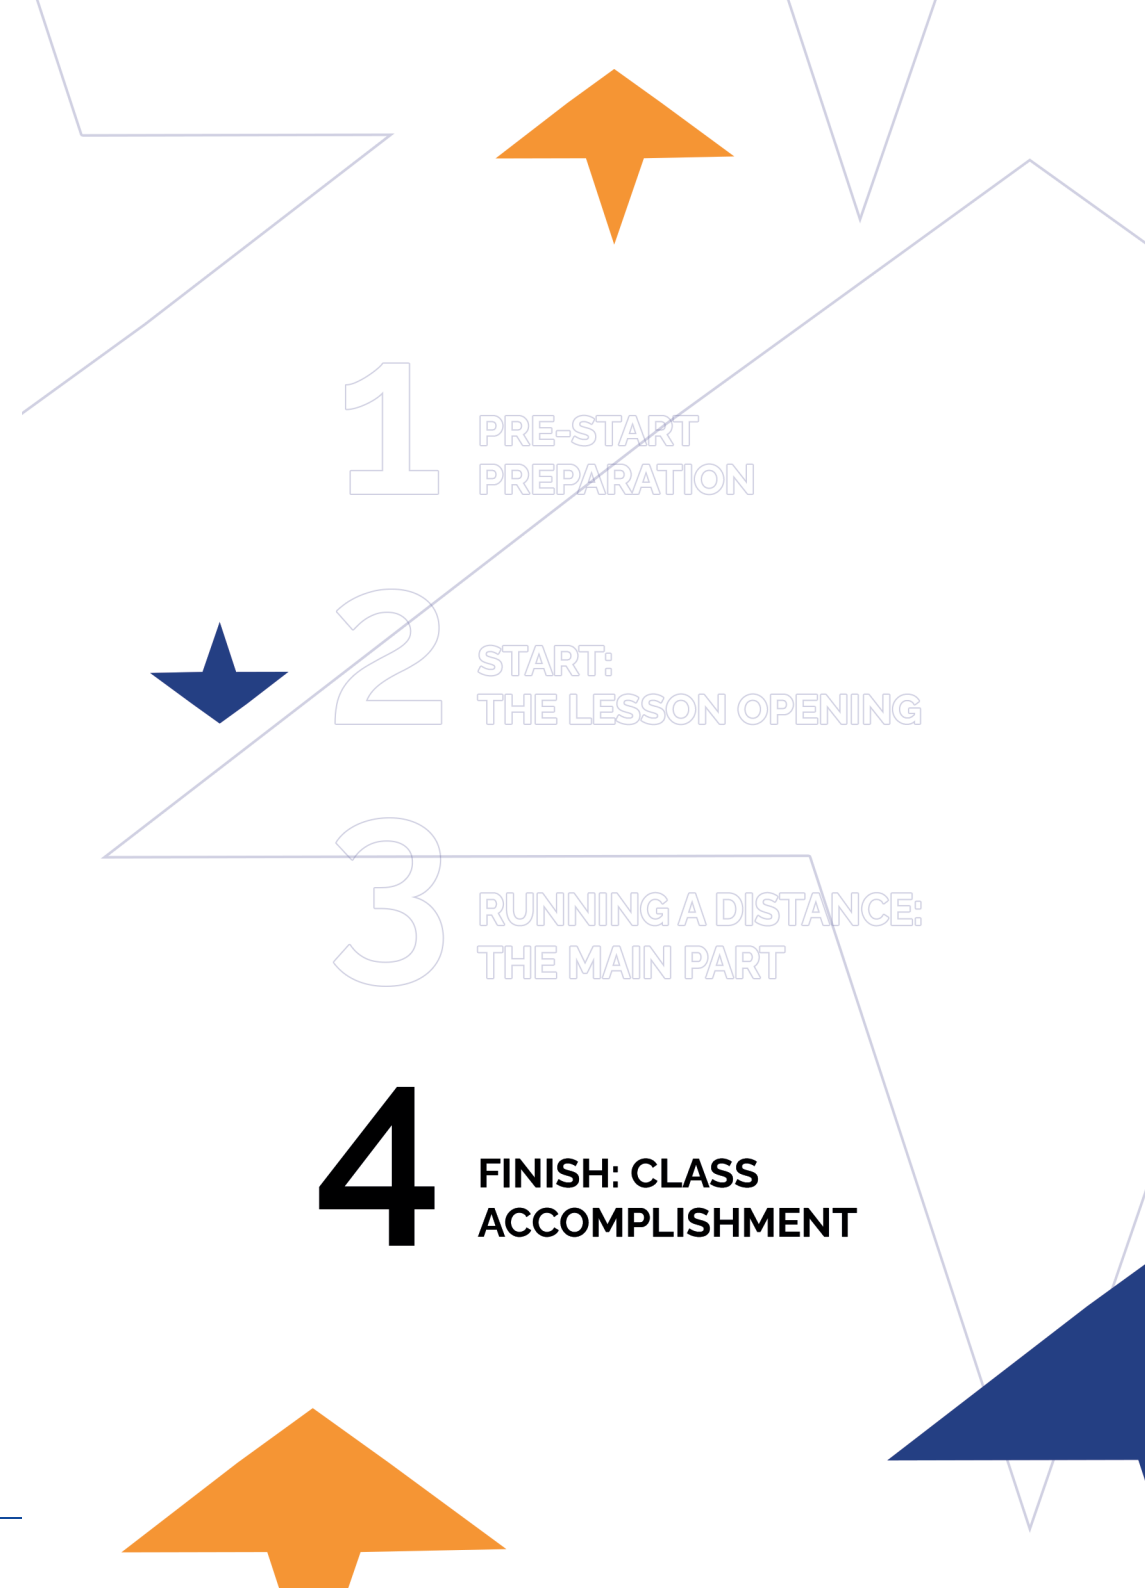 1
PRE-START
PREPARATION
2
START:
THE LESSON OPENING
3
RUNNING A DISTANCE:
THE MAIN PART
4
FINISH: CLASS
ACCOMPLISHMENT